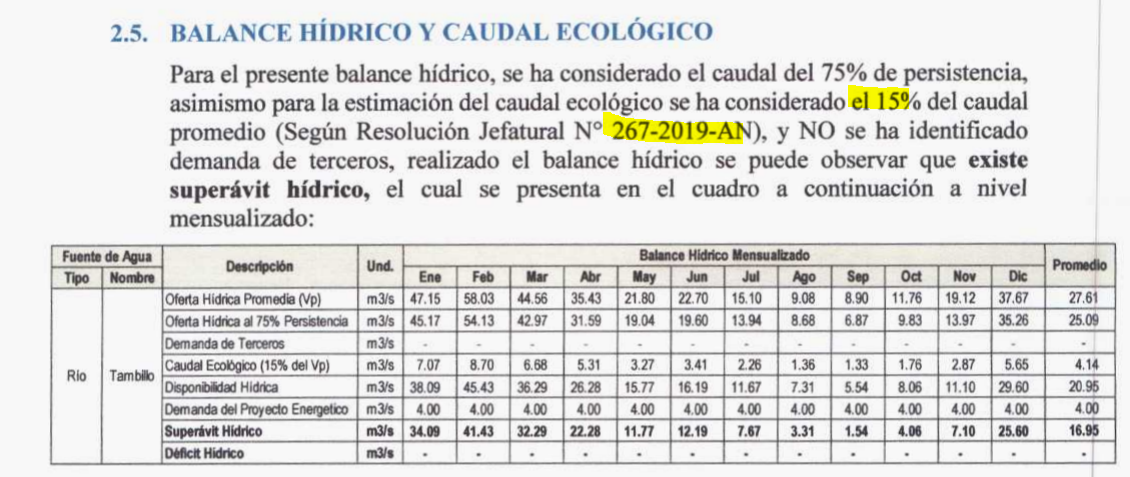 2.5. BALANCE HÍDRICO Y CAUDAL ECOLÓGICO
Para el presente balance hídrico, se ha considerado el caudal del 75% de persistencia,
asimismo para la estimación del caudal ecológico se ha considerado el 15% del caudal
promedio (Según Resolución Jefatural N° 267-2019-AN), y NO se ha identificado
demanda de terceros, realizado el balance hídrico se puede observar que existe
superávit hídrico, el cual se presenta en el cuadro a continuación a nivel
mensualizado:
Fuente de Agua Descripción Und. Balance Hídrico Mensualizado Promedio
Tipo Nombre Ene Feb Mar Abr May Jun Jul Ago Sep Oct Nov Dic
Oferta Hídrica Promedia (Vp) m3/s 47.15 58.03 44.56 35.43 21.80 22.70 15.10 9.08 8.90 11.76 19.12 37.67 27.61
Oferta Hídrica al 75% Persistencia m3/s 45.17 54.13 42.97 31.59 19.04 19.60 13.94 8.68 6.87 9.83 13.97 35.26 25.09
Demanda de Terceros m3/s - - - - - - - - - - - - -
Río Tambillo Caudal Ecológico (15% del Vp) m3/s 7.07 8.70 6.68 5.31 3.27 3.41 2.26 1.36 1.33 1.76 2.87 5.65 4.14
Disponibilidad Hídrica m3/s 38.09 45.43 36.29 26.28 15.77 16.19 11.67 7.31 5.54 8.06 11.10 29.60 20.95
Demanda del Proyecto Energetico m3/s 4.00 4.00 4.00 4.00 4.00 4.00 4.00 4.00 4.00 4.00 4.00 4.00 4.00
Superávit Hídrico m3/s 34.09 41.43 32.29 22.28 11.77 12.19 7.67 3.31 1.54 4.06 7.10 25.60 16.95
Déficit Hídrico m3/s - - - - - - - - - - - - -